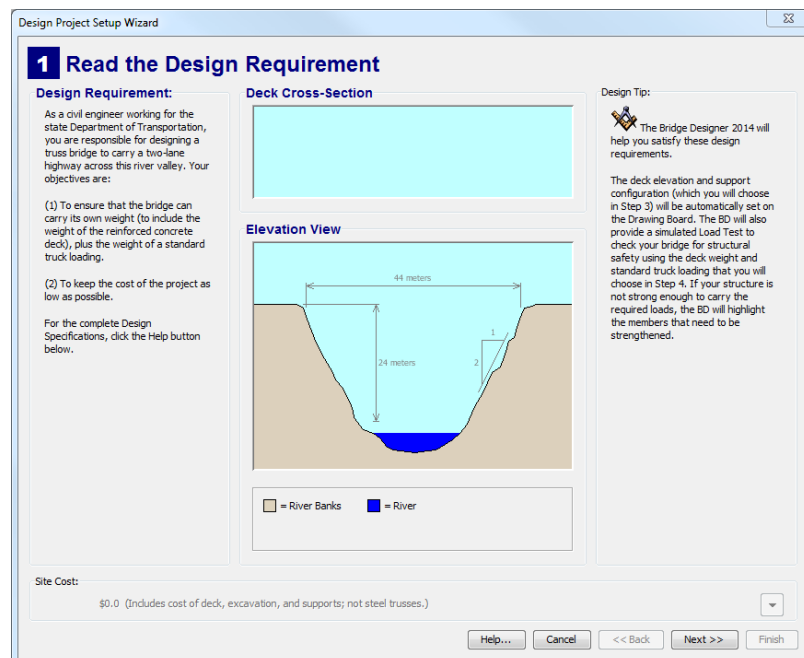 Design Project Setup Wizard
1 Read the Design Requirement
Design Requirement:
As a civil engineer working for the
state Department of Transportation,
you are responsible for designing a
truss bridge to carry a two-lane
highway across this river valley. Your
objectives are:
(1) To ensure that the bridge can
carry its own weight (to include the
weight of the reinforced concrete
deck), plus the weight of a standard
truck loading.
(2) To keep the cost of the project as
low as possible.
For the complete Design
Specifications, click the Help button
below.
Deck Cross-Section
Elevation View
44 meters
24 meters
1
2
= River Banks
= River
Design Tip:
The Bridge Designer 2014 will
help you satisfy these design
requirements.
The deck elevation and support
configuration (which you will choose
in Step 3) will be automatically set on
the Drawing Board. The BD will also
provide a simulated Load Test to
check your bridge for structural
safety using the deck weight and
standard truck loading that you will
choose in Step 4. If your structure is
not strong enough to carry the
required loads, the BD will highlight
the members that need to be
strengthened.
Site Cost:
$0.0 (Includes cost of deck, excavation, and supports; not steel trusses.)
Help...
Cancel
<< Back
Next >>
Finish